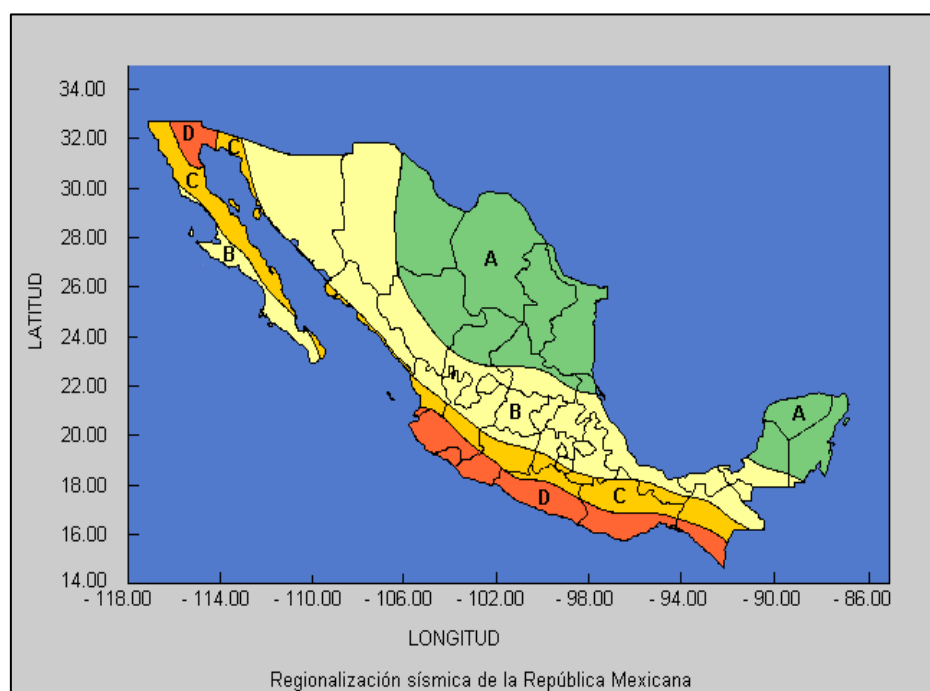 34.00
32.00
30.00
28.00
26.00
24.00
22.00
20.00
18.00
16.00
14.00
LATITUD
D
C
C
B
A
B
A
D
C
- 118.00 - 114.00 - 110.00 - 106.00 - 102.00 - 98.00 - 94.00 - 90.00 - 86.00
LONGITUD
Regionalización sísmica de la República Mexicana